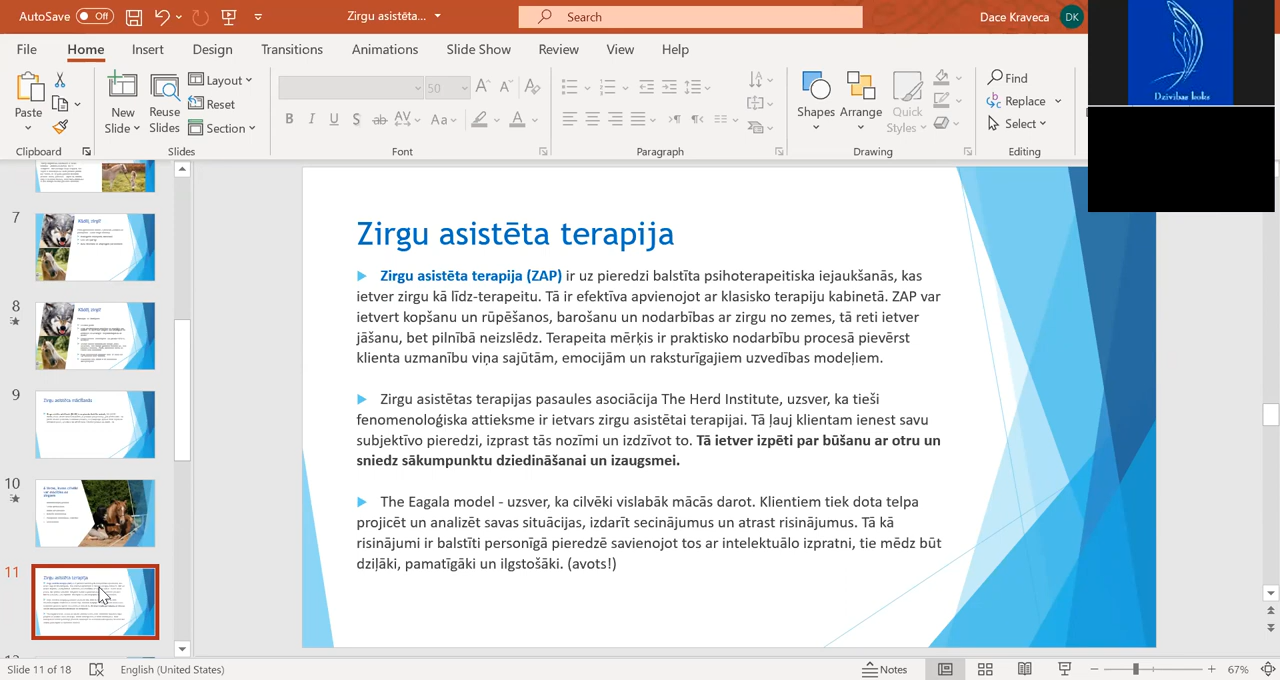 AutoSave Off Zirgu asistēta... Search Dace Kraveca DK
File Home Insert Design Transitions Animations Slide Show Review View Help
Dzīvības koks
Paste New Slide Reuse Slides Layout Reset Section 50 Shapes Arrange Quick Styles Find Replace Select
Clipboard Slides Font Paragraph Drawing Editing
7
8
9
10
11
Zirgu asistēta terapija
Zirgu asistēta terapija (ZAP) ir uz pieredzi balstīta psihoterapeitiska iejaukšanās, kas
ietver zirgu kā līdz-terapeitu. Tā ir efektīva apvienojot ar klasisko terapiju kabinetā. ZAP var
ietvert kopšanu un rūpēšanos, barošanu un nodarbības ar zirgu no zemes, tā reti ietver
jāšanu, bet pilnībā neizslēdz. Terapeita mērķis ir praktisko nodarbību procesā pievērst
klienta uzmanību viņa sajūtām, emocijām un raksturīgajiem uzvedības modeļiem.
Zirgu asistētas terapijas pasaules asociācija The Herd Institute, uzsver, ka tieši
fenomenoloģiska attieksme ir ietvars zirgu asistētai terapijai. Tā ļauj klientam ienest savu
subjektīvo pieredzi, izprast tās nozīmi un izdzīvot to. Tā ietver izpēti par būšanu ar otru un
sniedz sākumpunktu dziedināšanai un izaugsmei.
The Eagala model - uzsver, ka cilvēki vislabāk mācās darot. Klientiem tiek dota telpa
projicēt un analizēt savas situācijas, izdarīt secinājumus un atrast risinājumus. Tā kā
risinājumi ir balstīti personīgā pieredzē savienojot tos ar intelektuālo izpratni, tie mēdz būt
dziļāki, pamatīgāki un ilgstošāki. (avots!)
Slide 11 of 18 English (United States) Notes 67%